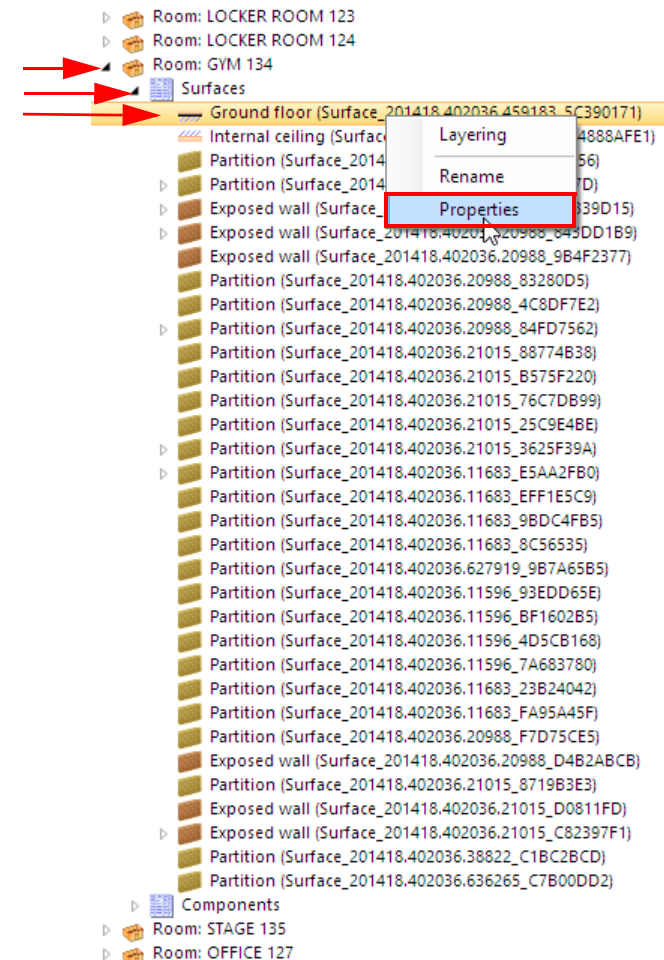 Room: LOCKER ROOM 123
Room: LOCKER ROOM 124
Room: GYM 134
Surfaces
Ground floor (Surface_201418.402036.459183_5C390171)
Internal ceiling (Surfac 4888AFE1)
Layering
Partition (Surface_2014 56)
Partition (Surface_2014 7D)
Rename
Exposed wall (Surface_ 339D15)
Properties
Exposed wall (Surface_201418.40203 .20988_843DD1B9)
Exposed wall (Surface_201418.402036.20988_9B4F2377)
Partition (Surface_201418.402036.20988_83280D5)
Partition (Surface_201418.402036.20988_4C8DF7E2)
Partition (Surface_201418.402036.20988_84FD7562)
Partition (Surface_201418.402036.21015_88774B38)
Partition (Surface_201418.402036.21015_B575F220)
Partition (Surface_201418.402036.21015_76C7DB99)
Partition (Surface_201418.402036.21015_25C9E4BE)
Partition (Surface_201418.402036.21015_3625F39A)
Partition (Surface_201418.402036.11683_E5AA2FB0)
Partition (Surface_201418.402036.11683_EFF1E5C9)
Partition (Surface_201418.402036.11683_9BDC4FB5)
Partition (Surface_201418.402036.11683_8C56535)
Partition (Surface_201418.402036.627919_9B7A65B5)
Partition (Surface_201418.402036.11596_93EDD65E)
Partition (Surface_201418.402036.11596_BF1602B5)
Partition (Surface_201418.402036.11596_4D5CB168)
Partition (Surface_201418.402036.11596_7A683780)
Partition (Surface_201418.402036.11683_23B24042)
Partition (Surface_201418.402036.11683_FA95A45F)
Partition (Surface_201418.402036.20988_F7D75CE5)
Exposed wall (Surface_201418.402036.20988_D4B2ABCB)
Partition (Surface_201418.402036.21015_8719B3E3)
Exposed wall (Surface_201418.402036.21015_D0811FD)
Exposed wall (Surface_201418.402036.21015_C82397F1)
Partition (Surface_201418.402036.38822_C1BC2BCD)
Partition (Surface_201418.402036.636265_C7B00DD2)
Components
Room: STAGE 135
Room: OFFICE 127